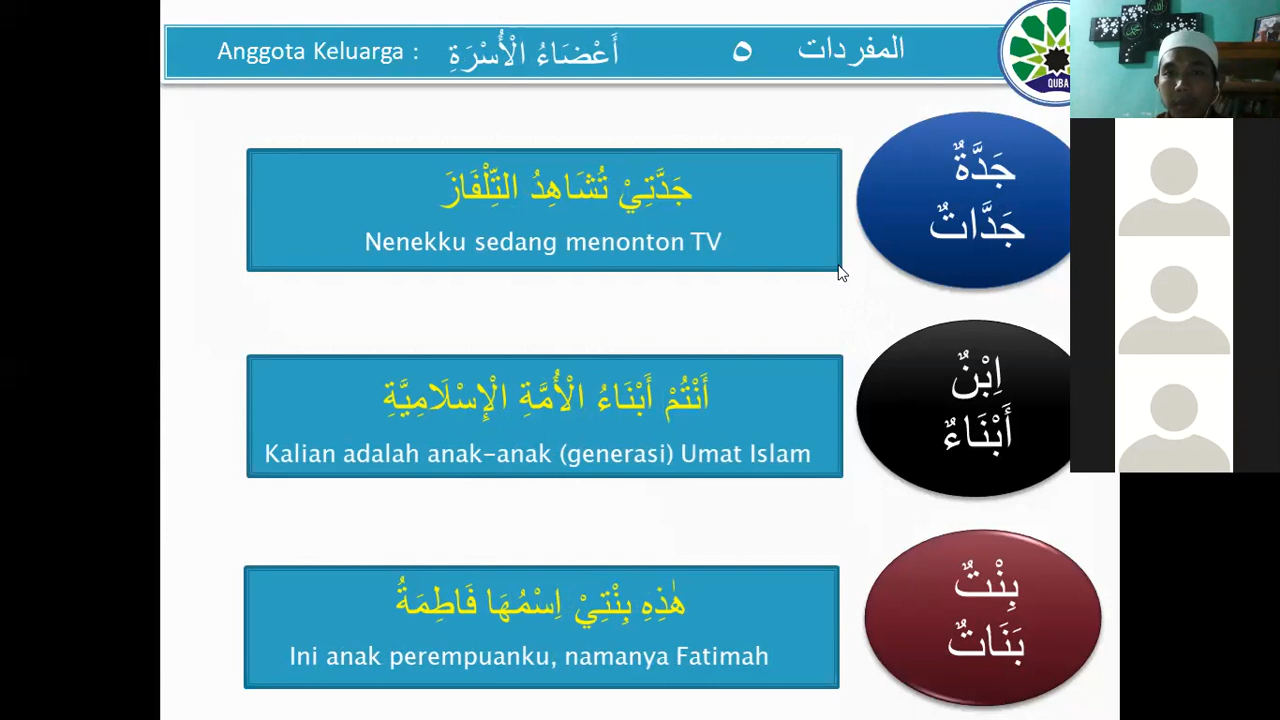 Anggota Keluarga : أَعْضَاءُ الْأُسْرَةِ
٥
المفردات
QUBA
جَدَّةٌ
جَدَّاتٌ
جَدَّتِيْ تُشَاهِدُ التِّلْفَازَ
Nenekku sedang menonton TV
اِبْنٌ
أَبْنَاءٌ
أَنْتُمْ أَبْنَاءُ الْأُمَّةِ الْإِسْلَامِيَّةِ
Kalian adalah anak-anak (generasi) Umat Islam
بِنْتٌ
بَنَاتٌ
هٰذِهِ بِنْتِيْ اِسْمُهَا فَاطِمَةُ
Ini anak perempuanku, namanya Fatimah